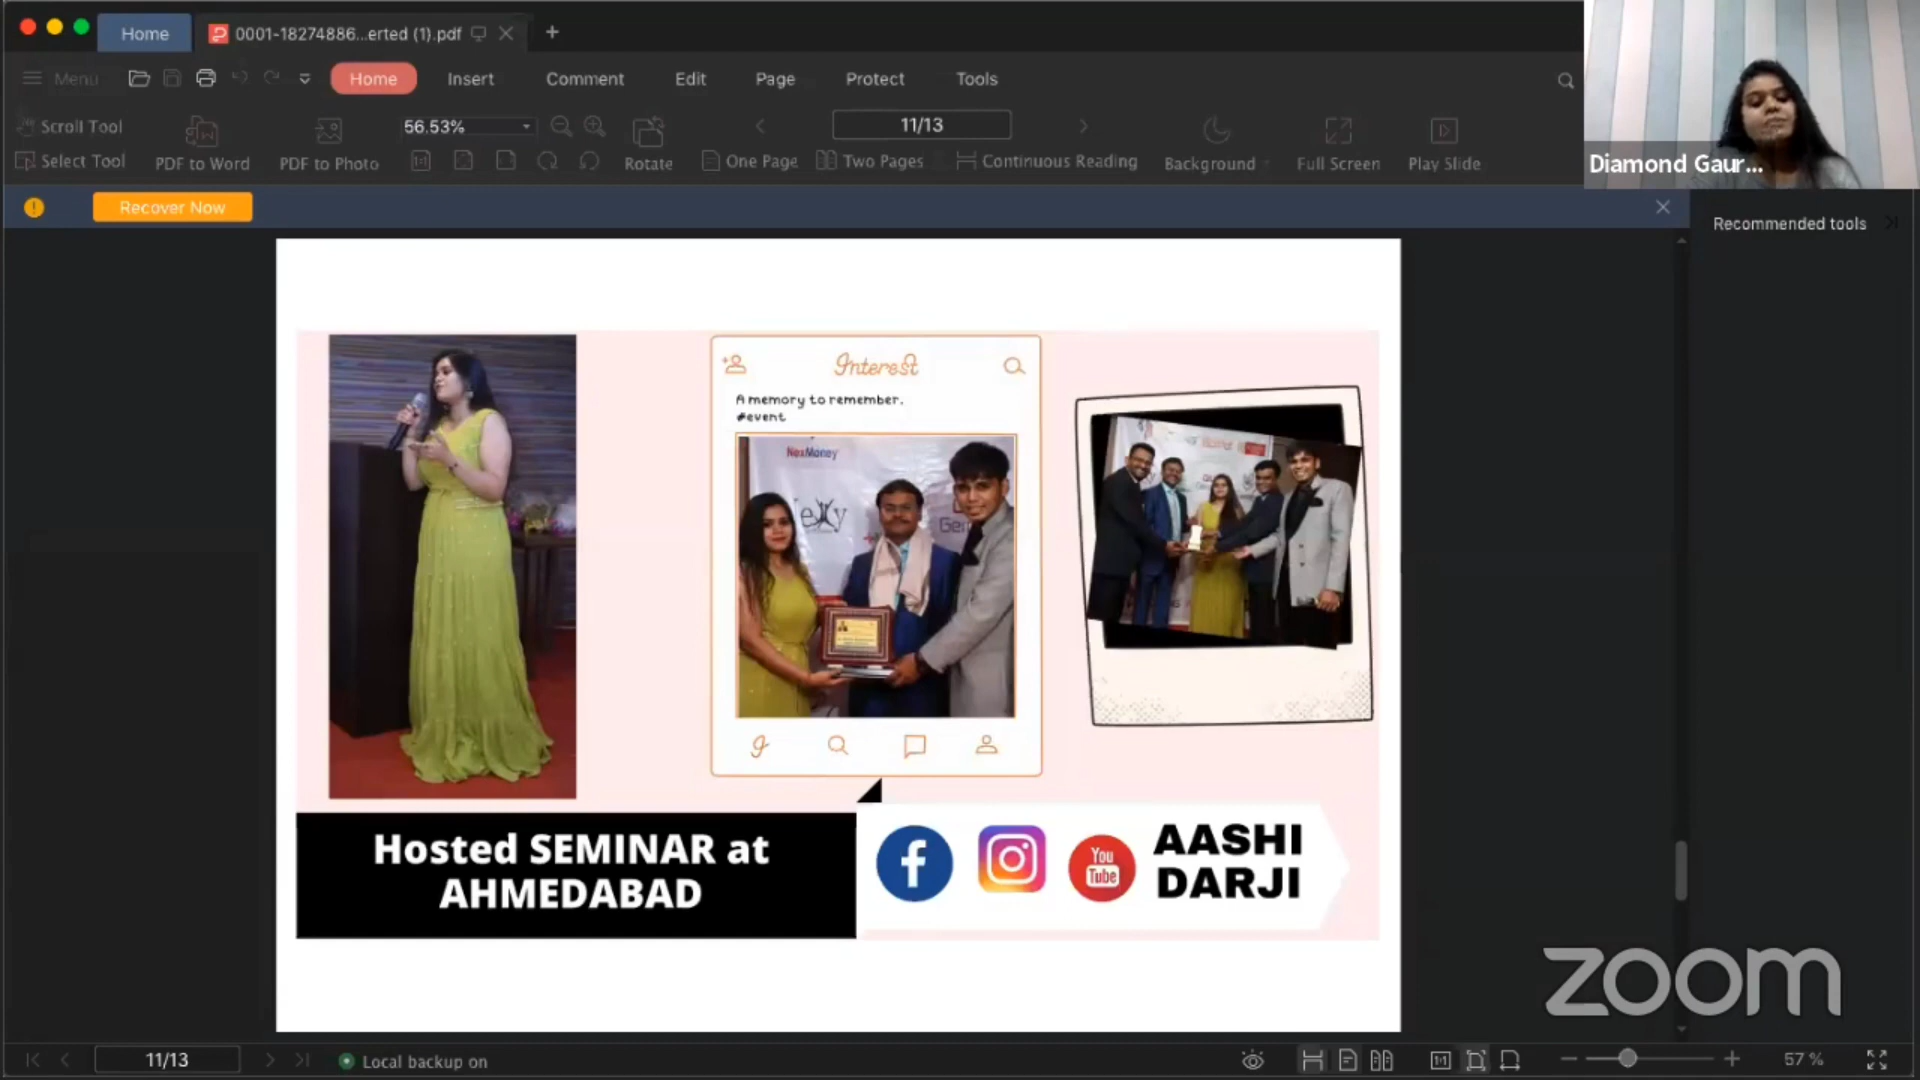 Home
0001-18274886...erted (1).pdf
Menu
Home
Insert
Comment
Edit
Page
Protect
Tools
Scroll Tool
Select Tool
PDF to Word
PDF to Photo
56.53%
Rotate
11/13
One Page
Two Pages
Continuous Reading
Background
Full Screen
Play Slide
Diamond Gaur...
Recover Now
Recommended tools
Interest
A memory to remember.
#event
NexMoney
Hosted SEMINAR at
AHMEDABAD
You
Tube
AASHI
DARJI
zoom
11/13
Local backup on
57 %